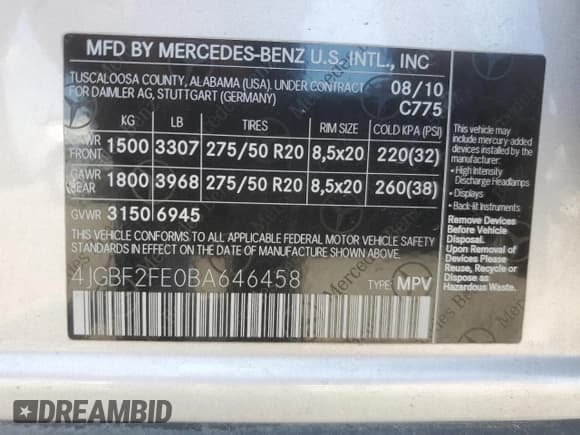 MFD BY MERCEDES-BENZ U.S. INTL., INC
TUSCALOOSA COUNTY, ALABAMA (USA). UNDER CONTRACT 08/10
FOR DAIMLER AG, STUTTGART (GERMANY) C775
KG LB TIRES RIM SIZE COLD KPA (PSI)
GAWR FRONT 1500 3307 275/50 R20 8,5x20 220(32)
GAWR REAR 1800 3968 275/50 R20 8,5x20 260(38)
GVWR 3150 6945
THIS VEHICLE CONFORMS TO ALL APPLICABLE FEDERAL MOTOR VEHICLE
SAFETY STANDARDS IN EFFECT ON THE DATE OF MANUFACTURE SHOWN ABOVE.
4JGBF2FE0BA646458
TYPE: MPV
This vehicle may
include mercury-added
devices installed by
the manufacturer:
• High Intensity
Discharge Headlamps
• Displays
• Back-lit Instruments
Remove Devices
Before Vehicle
Disposal.
Upon Removal of
Devices Please
Reuse, Recycle or
Dispose as
Hazardous Waste.
DREAMBID